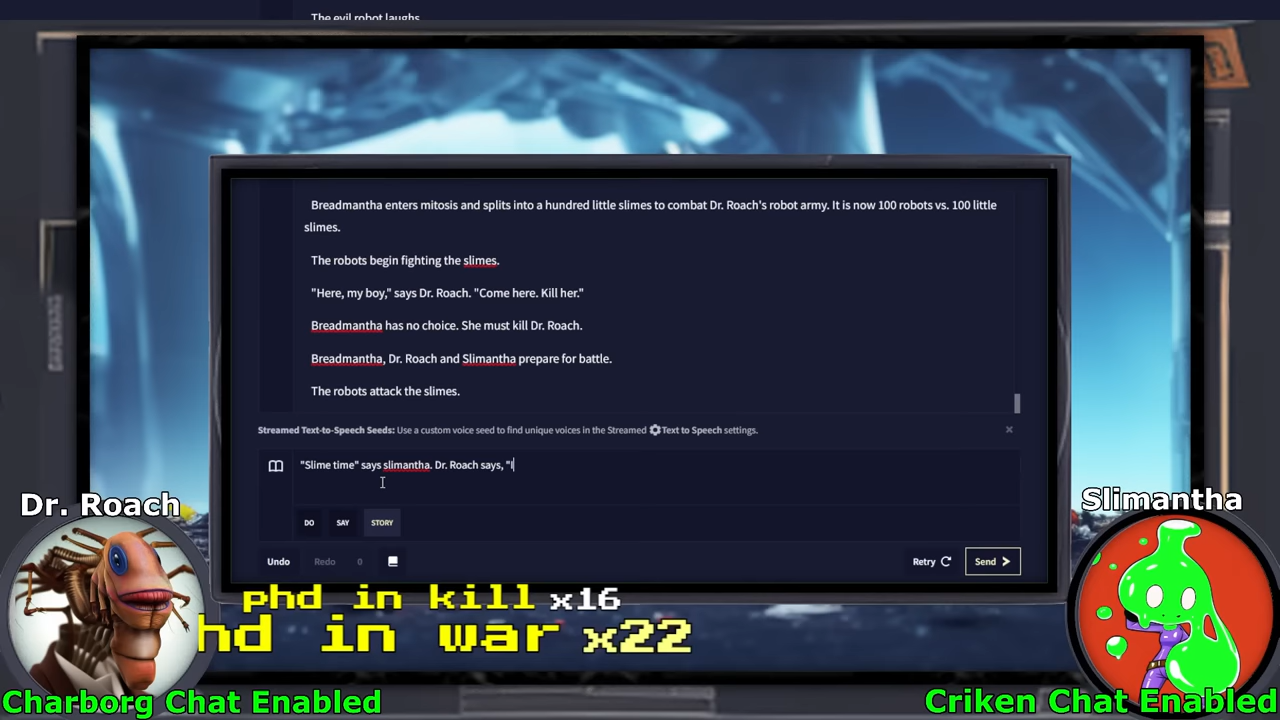 The evil robot laughs.
Breadmantha enters mitosis and splits into a hundred little slimes to combat Dr. Roach's robot army. It is now 100 robots vs. 100 little
slimes.
The robots begin fighting the slimes.
"Here, my boy," says Dr. Roach. "Come here. Kill her."
Breadmantha has no choice. She must kill Dr. Roach.
Breadmantha, Dr. Roach and Slimantha prepare for battle.
The robots attack the slimes.
Streamed Text-to-Speech Seeds: Use a custom voice seed to find unique voices in the Streamed Text to Speech settings.
"Slime time" says slimantha. Dr. Roach says, "I
DO SAY STORY
Undo Redo 0 Retry Send
Dr. Roach
Slimantha
phd in kill x16
hd in war x22
Charborg Chat Enabled
Criken Chat Enabled